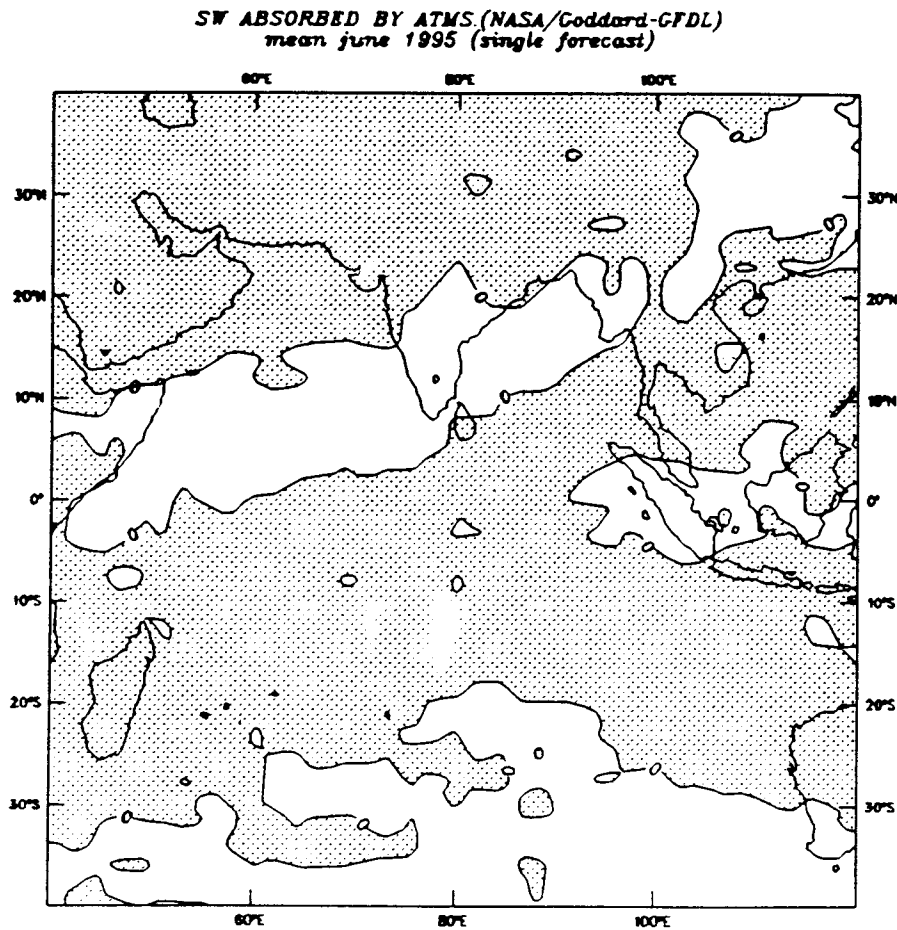 SW ABSORBED BY ATMS.(NASA/Goddard-GFDL)
mean june 1995 (single forecast)
60°E 80°E 100°E
30°N 30°N
20°N 20°N
10°N 10°N
0° 0°
10°S 10°S
20°S 20°S
30°S 30°S
60°E 80°E 100°E